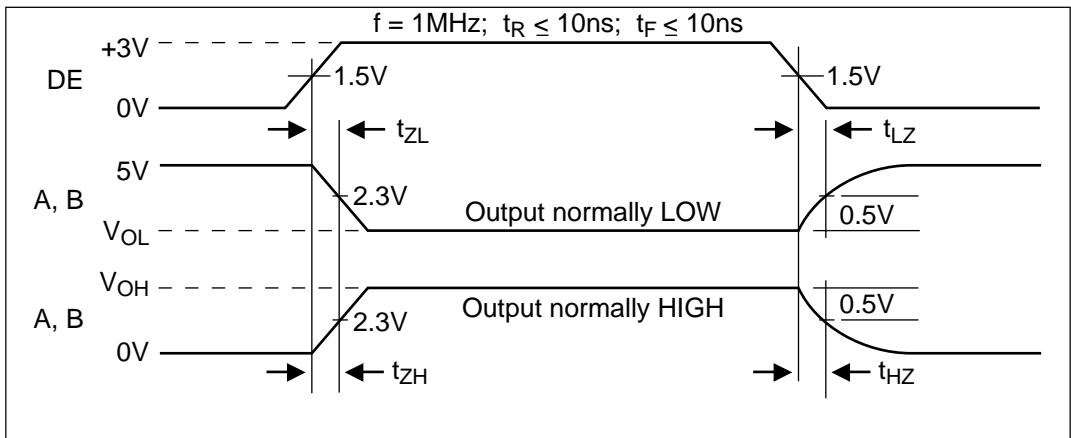 f = 1MHz; tR ≤ 10ns; tF ≤ 10ns
+3V
DE
1.5V
1.5V
0V
tZL
tLZ
5V
A, B
2.3V
Output normally LOW
0.5V
VOL
VOH
A, B
2.3V
Output normally HIGH
0.5V
0V
tZH
tHZ